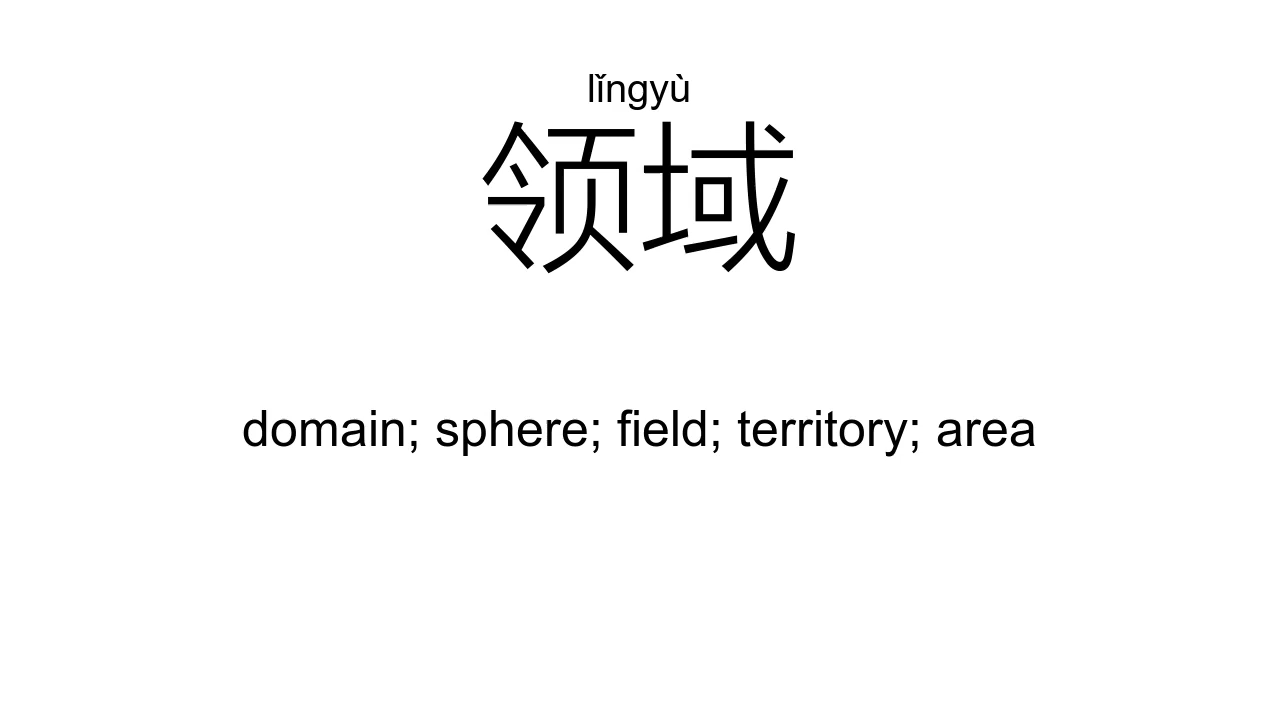 lǐngyù
领域
domain; sphere; field; territory; area